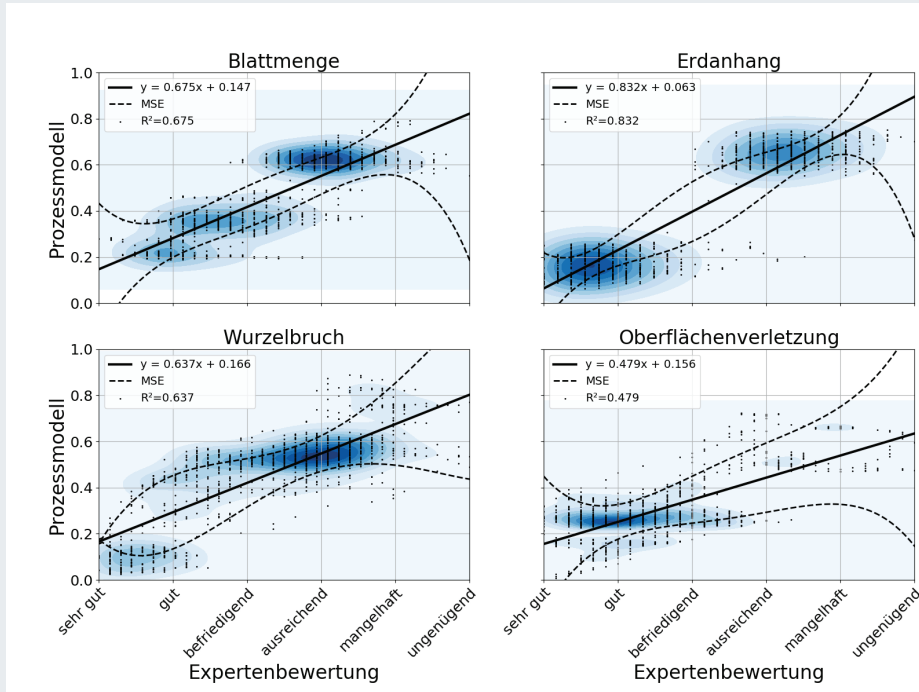 Blattmenge
Prozessmodell
1.0
0.8
0.6
0.4
0.2
0.0
y = 0.675x + 0.147
MSE
R²=0.675
Erdanhang
y = 0.832x + 0.063
MSE
R²=0.832
Wurzelbruch
Prozessmodell
1.0
0.8
0.6
0.4
0.2
0.0
y = 0.637x + 0.166
MSE
R²=0.637
sehr gut
gut
befriedigend
ausreichend
mangelhaft
ungenügend
Expertenbewertung
Oberflächenverletzung
y = 0.479x + 0.156
MSE
R²=0.479
sehr gut
gut
befriedigend
ausreichend
mangelhaft
ungenügend
Expertenbewertung